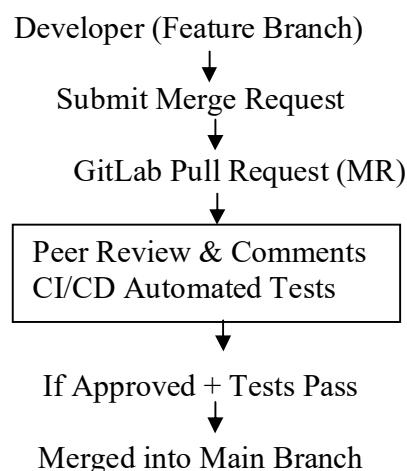 Developer (Feature Branch)
Submit Merge Request
GitLab Pull Request (MR)
Peer Review & Comments
CI/CD Automated Tests
If Approved + Tests Pass
Merged into Main Branch